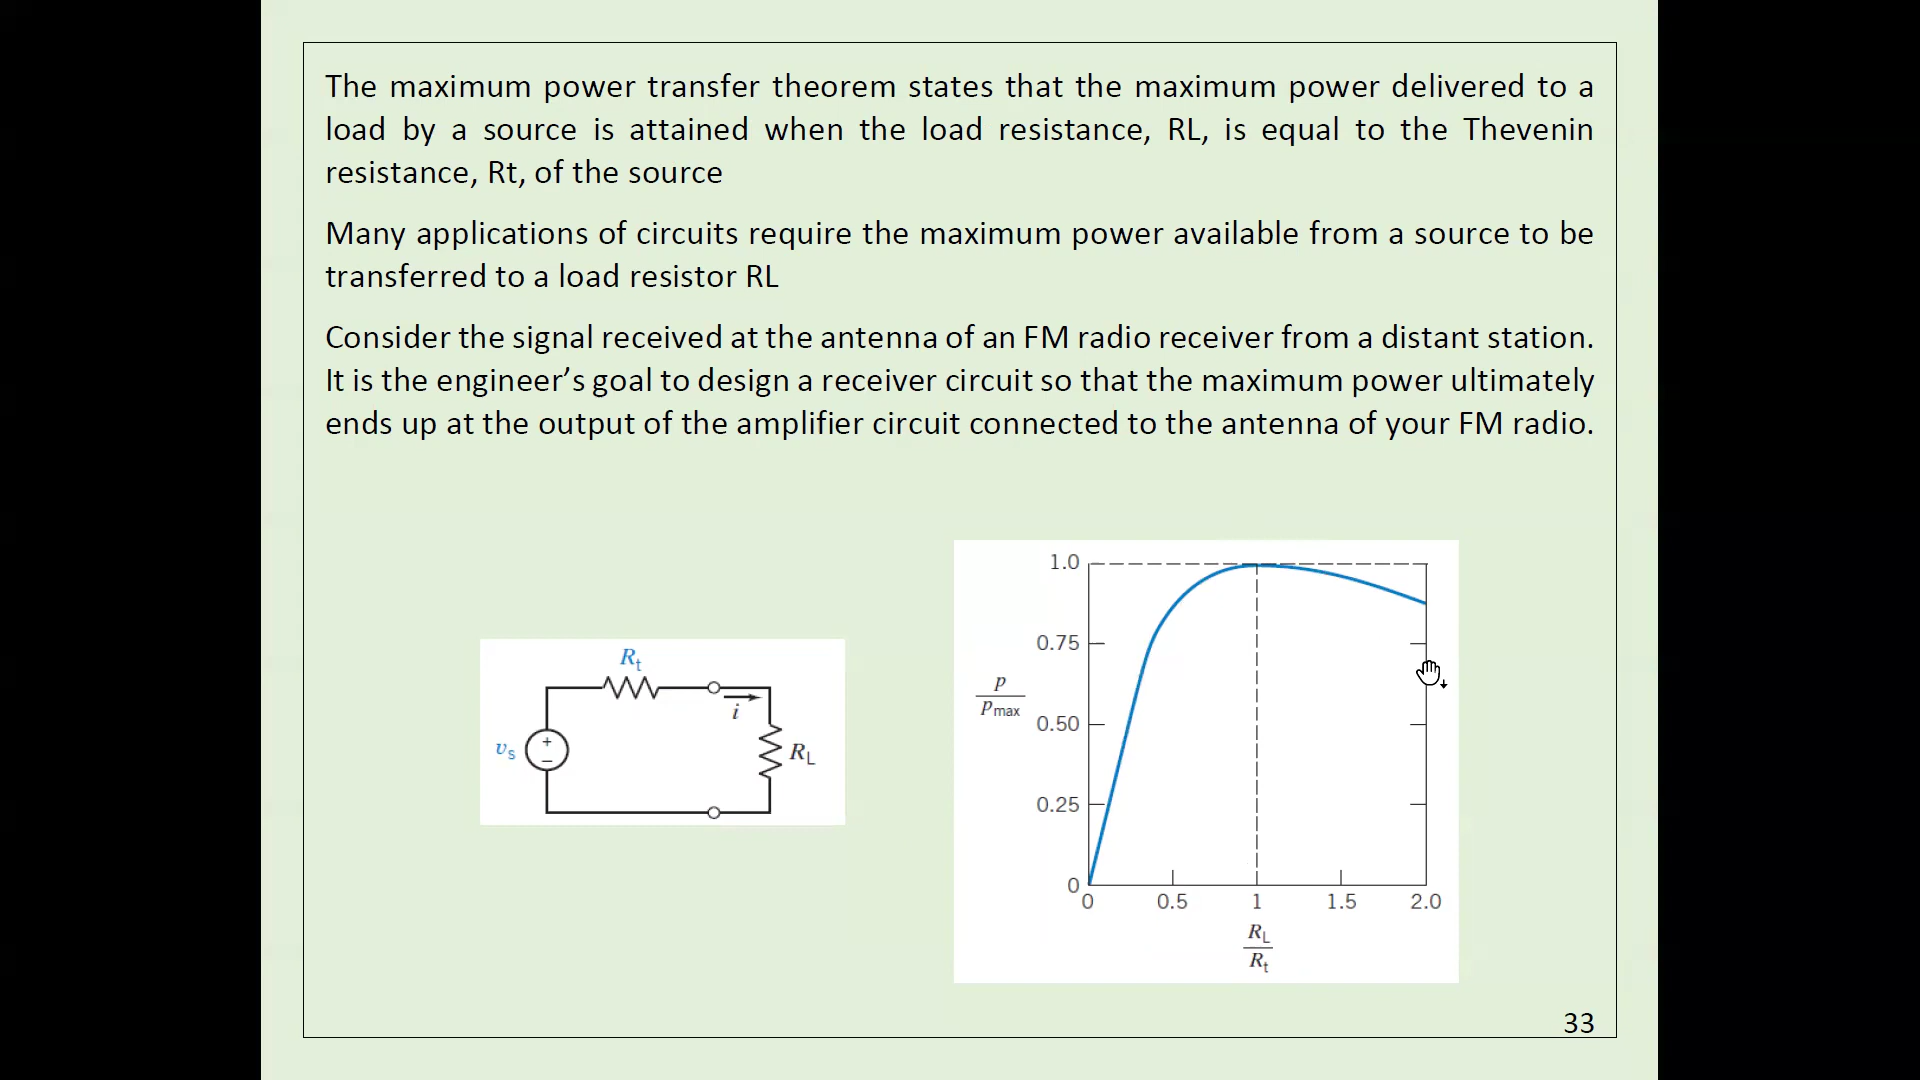 The maximum power transfer theorem states that the maximum power delivered to a
load by a source is attained when the load resistance, RL, is equal to the Thevenin
resistance, Rt, of the source
Many applications of circuits require the maximum power available from a source to be
transferred to a load resistor RL
Consider the signal received at the antenna of an FM radio receiver from a distant station.
It is the engineer’s goal to design a receiver circuit so that the maximum power ultimately
ends up at the output of the amplifier circuit connected to the antenna of your FM radio.
Rt
i
vs
+
−
RL
1.0
0.75
p
pmax
0.50
0.25
0
0 0.5 1 1.5 2.0
RL
Rt
33